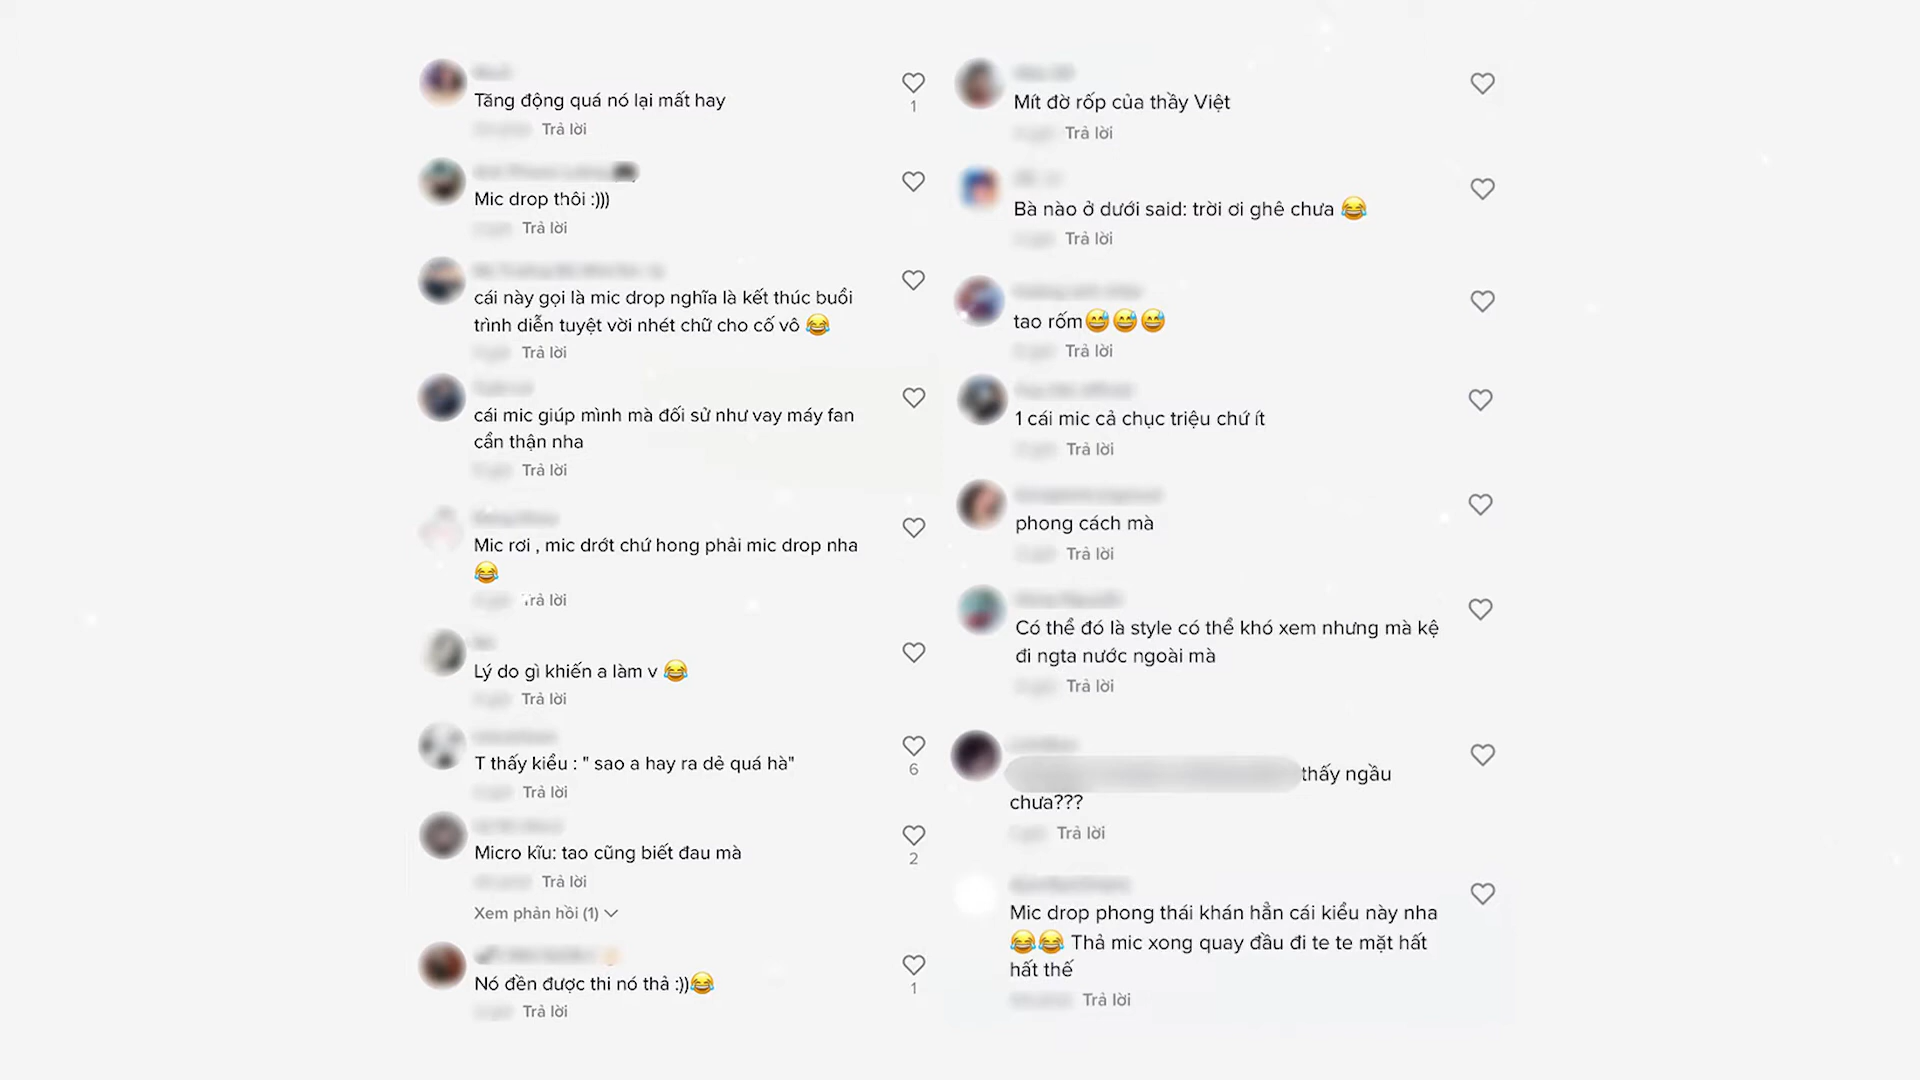 Tăng động quá nó lại mất hay
1
Trả lời
Mic drop thôi :)))
Trả lời
cái này gọi là mic drop nghĩa là kết thúc buổi
trình diễn tuyệt vời nhét chữ cho cố vô 😂
Trả lời
cái mic giúp mình mà đối sử như vay máy fan
cẩn thận nha
Trả lời
Mic rơi , mic drớt chứ hong phải mic drop nha
😂
Trả lời
Lý do gì khiến a làm v 😂
Trả lời
T thấy kiểu : " sao a hay ra dẻ quá hà"
6
Trả lời
Micro kĩu: tao cũng biết đau mà
2
Trả lời
Xem phản hồi (1)
Nó đền được thi nó thả :))😂
1
Trả lời
Mít đờ rốp của thầy Việt
Trả lời
Bà nào ở dưới said: trời ơi ghê chưa 😂
Trả lời
tao rốm😅😅😅
Trả lời
1 cái mic cả chục triệu chứ ít
Trả lời
phong cách mà
Trả lời
Có thể đó là style có thể khó xem nhưng mà kệ
đi ngta nước ngoài mà
Trả lời
thấy ngầu
chưa???
Trả lời
Mic drop phong thái khán hẳn cái kiểu này nha
😂😂 Thả mic xong quay đầu đi te te mặt hất
hất thế
Trả lời